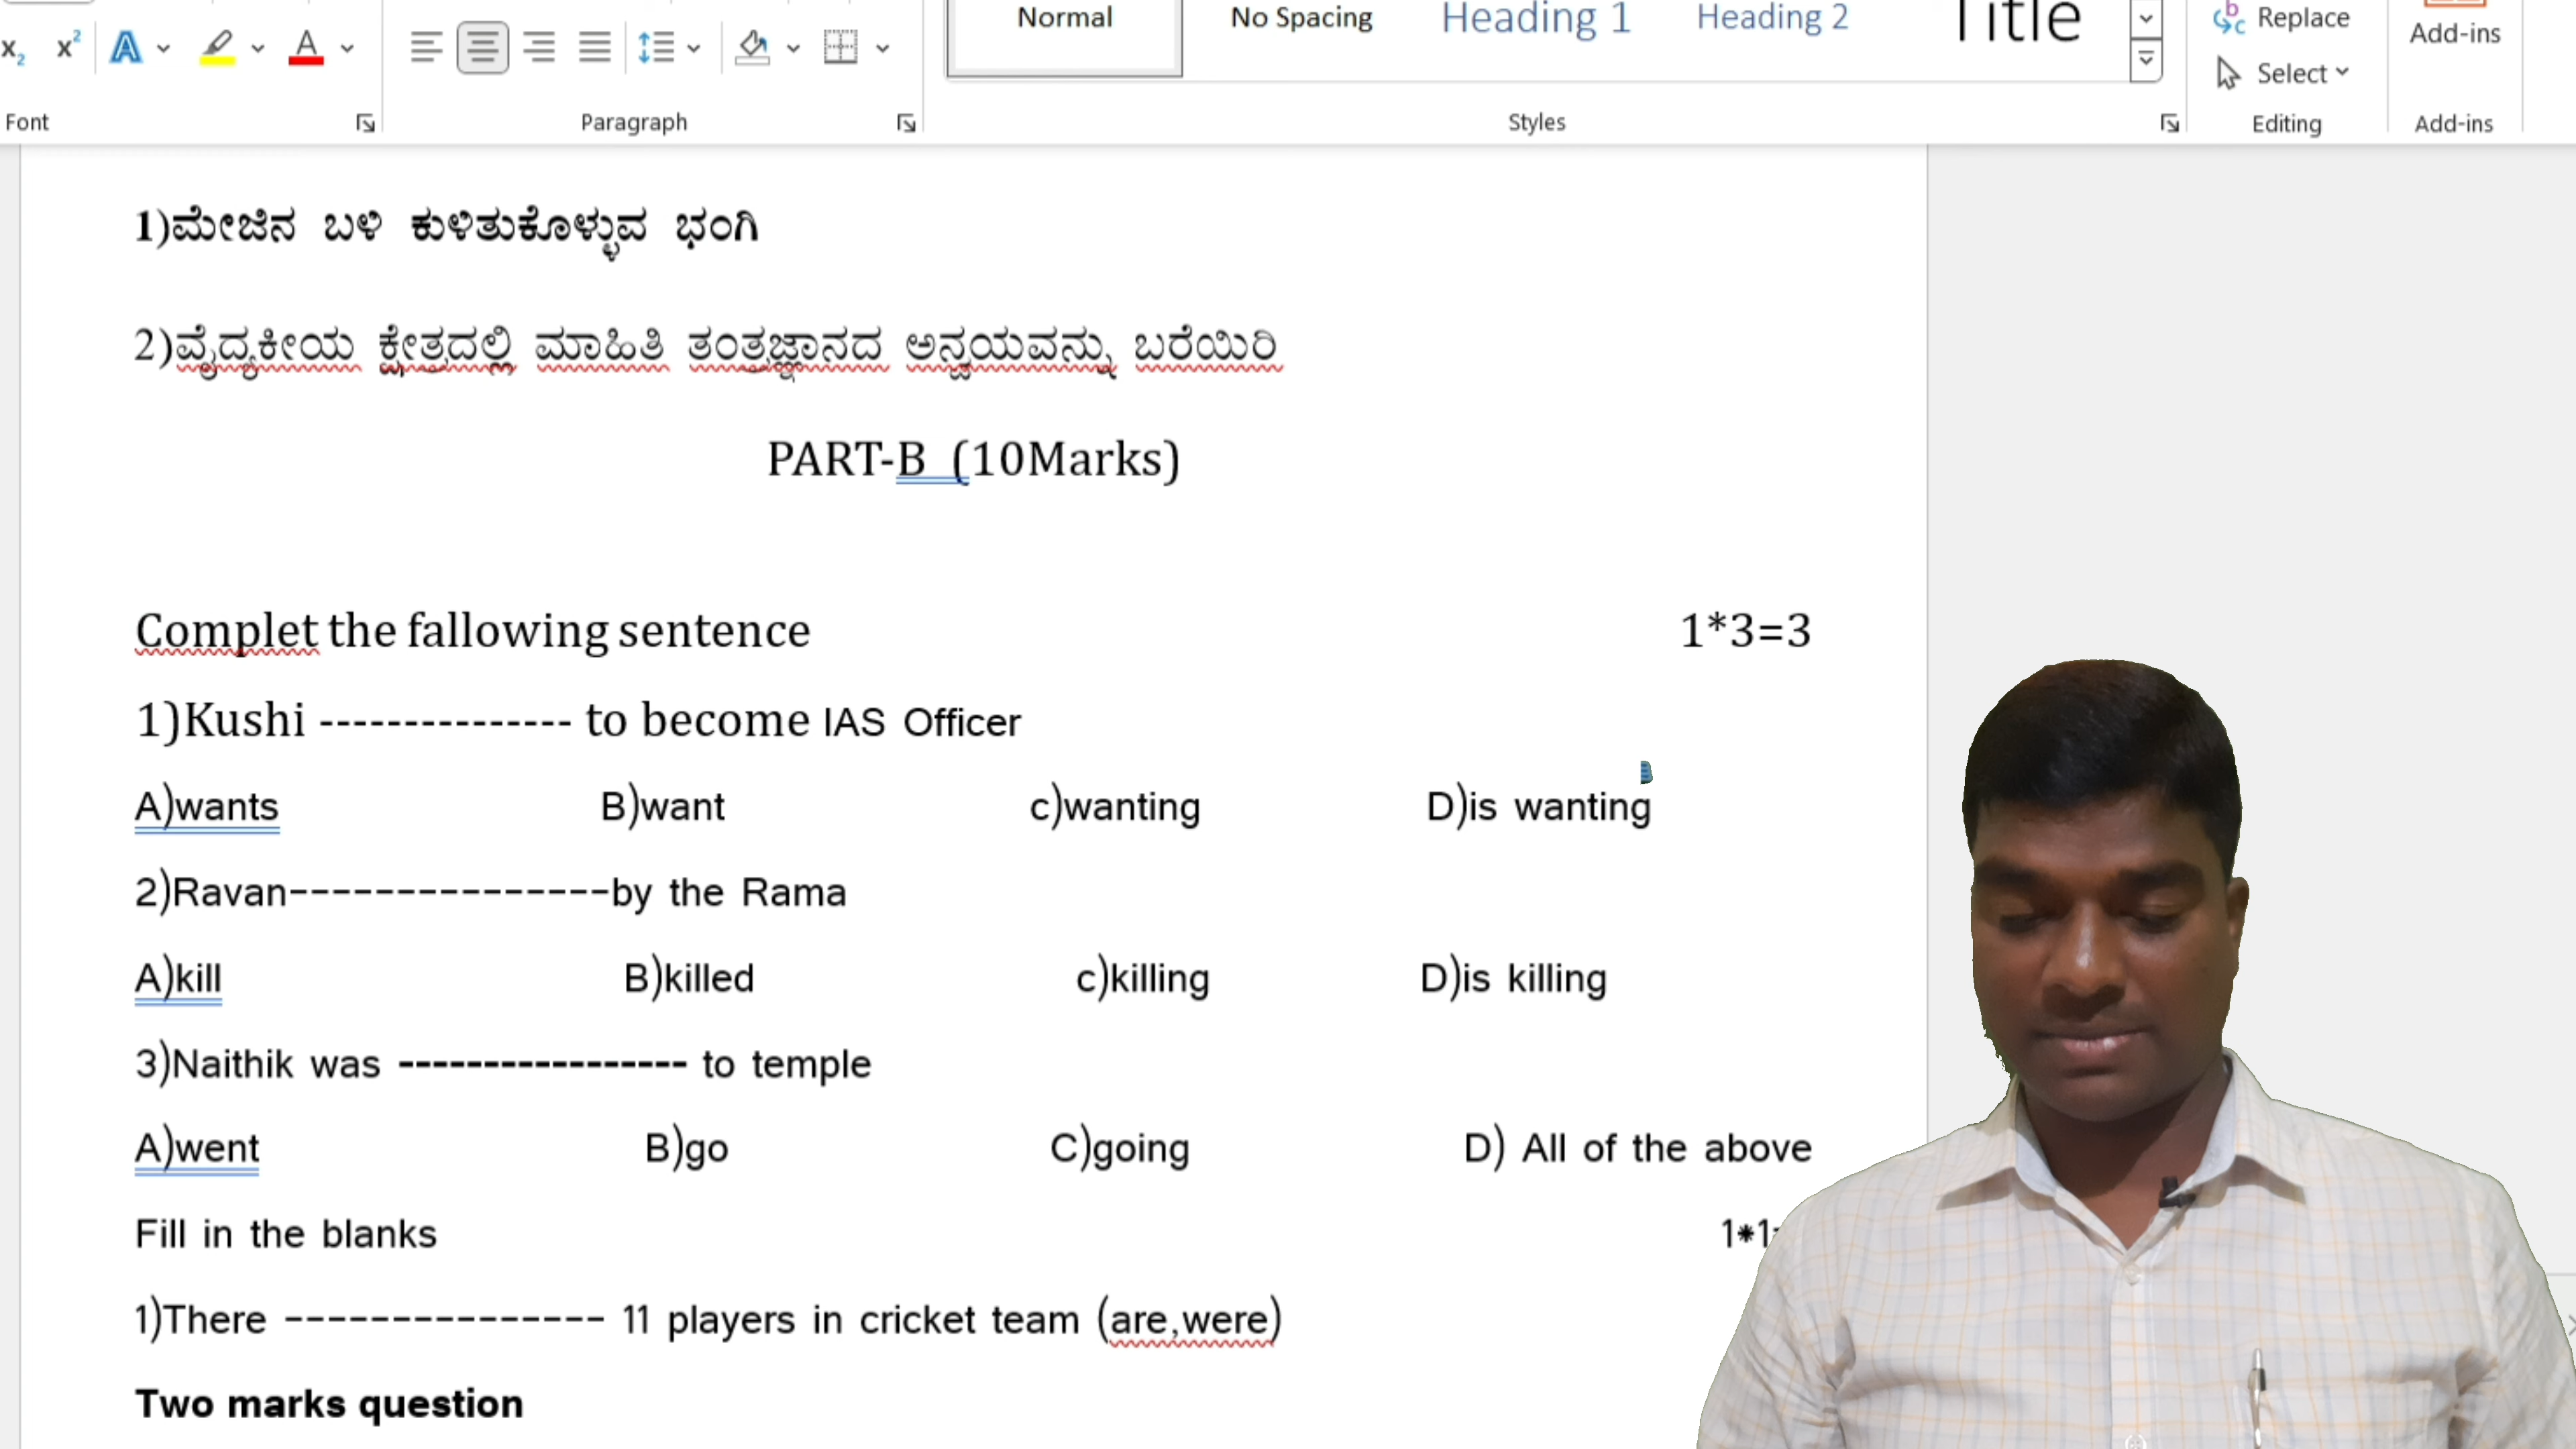 Normal No Spacing Heading 1 Heading 2 Title Replace Add-ins
Select
Font Paragraph Styles Editing Add-ins
1)ಮೇಜಿನ ಬಳಿ ಕುಳಿತುಕೊಳ್ಳುವ ಭಂಗಿ
2)ವೈದ್ಯಕೀಯ ಕ್ಷೇತ್ರದಲ್ಲಿ ಮಾಹಿತಿ ತಂತ್ರಜ್ಞಾನದ ಅನ್ವಯವನ್ನು ಬರೆಯಿರಿ
PART-B (10Marks)
Complet the fallowing sentence 1*3=3
1)Kushi --------------- to become IAS Officer
A)wants B)want c)wanting D)is wanting
2)Ravan---------------by the Rama
A)kill B)killed c)killing D)is killing
3)Naithik was ----------------- to temple
A)went B)go C)going D) All of the above
Fill in the blanks 1*1
1)There --------------- 11 players in cricket team (are,were)
Two marks question